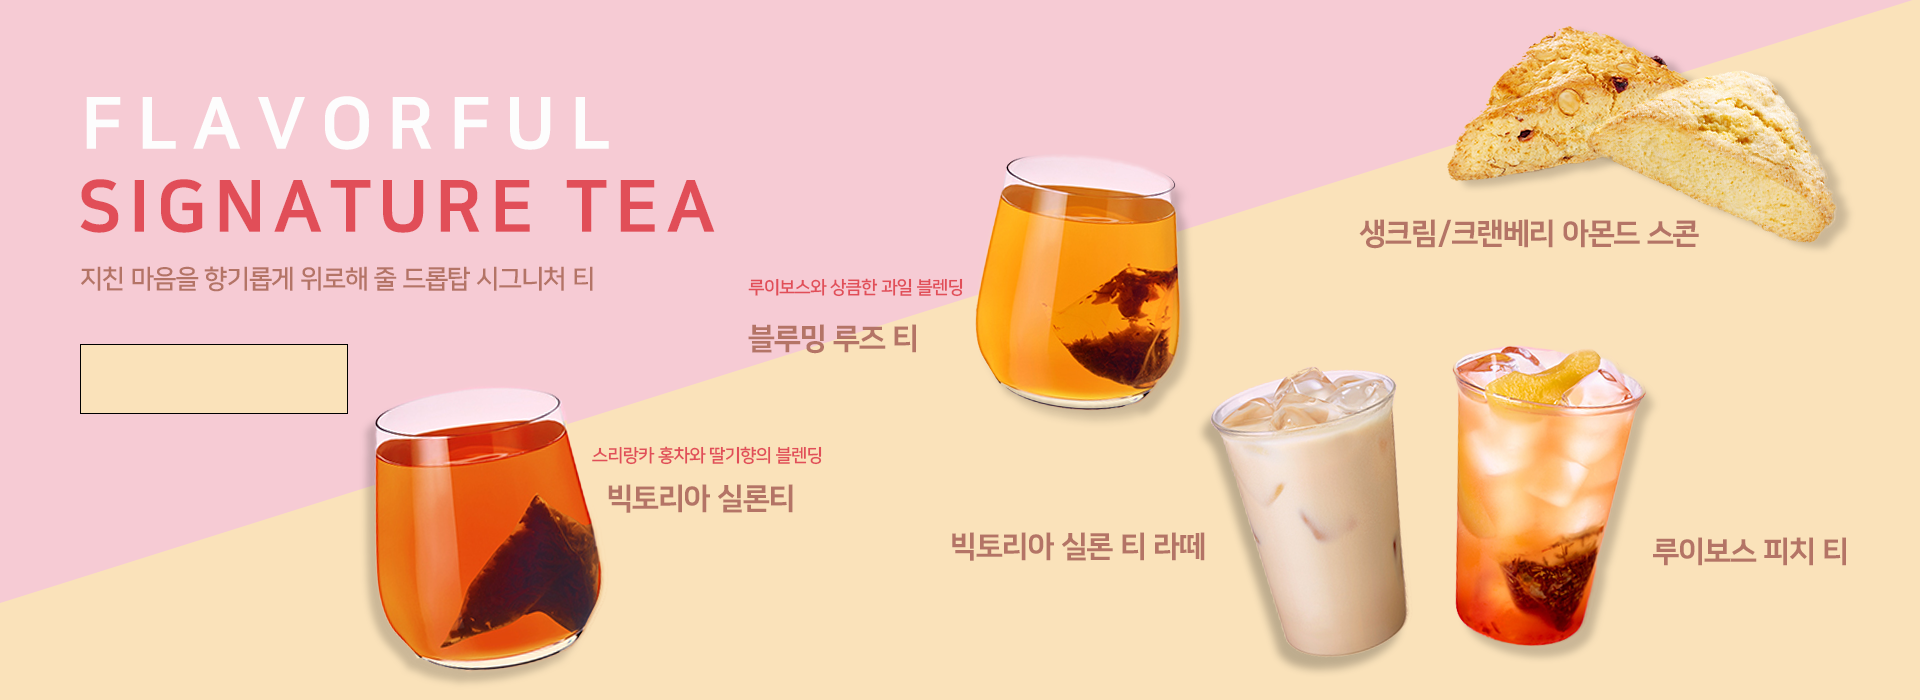 FLAVORFUL
SIGNATURE TEA
지친 마음을 향기롭게 위로해 줄 드롭탑 시그니처 티
루이보스와 상큼한 과일 블렌딩
블루밍 루즈 티
스리랑카 홍차와 딸기향의 블렌딩
빅토리아 실론티
생크림/크랜베리 아몬드 스콘
빅토리아 실론 티 라떼
루이보스 피치 티